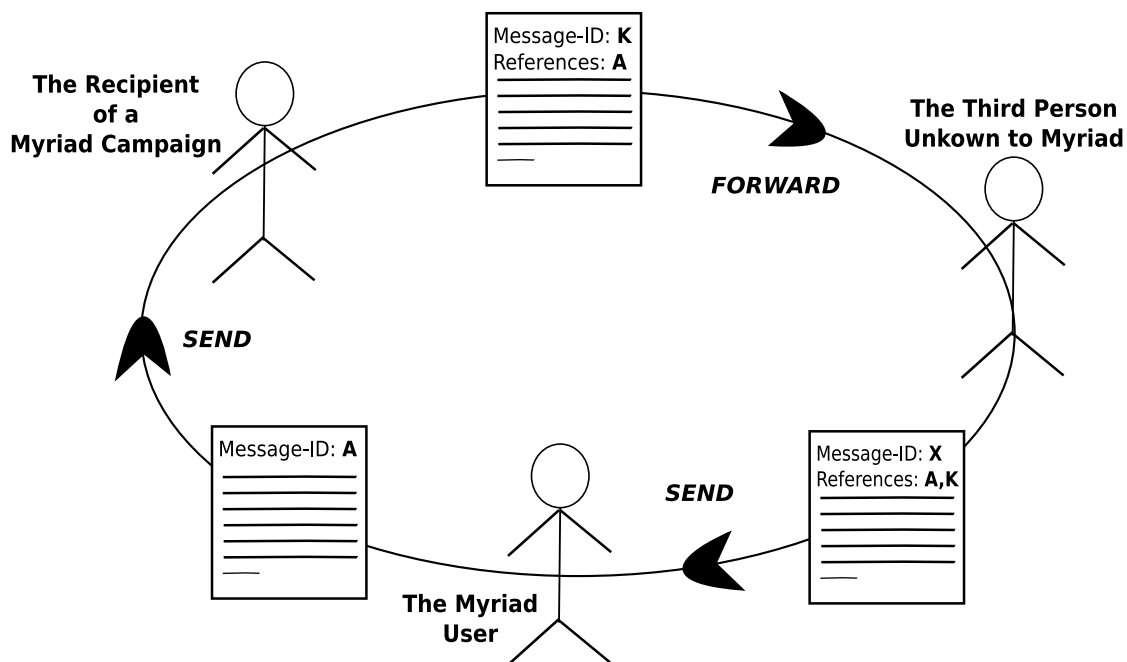 Message-ID: K
References: A
The Recipient
of a
Myriad Campaign
The Third Person
Unkown to Myriad
FORWARD
SEND
Message-ID: A
SEND
Message-ID: X
References: A,K
The Myriad
User